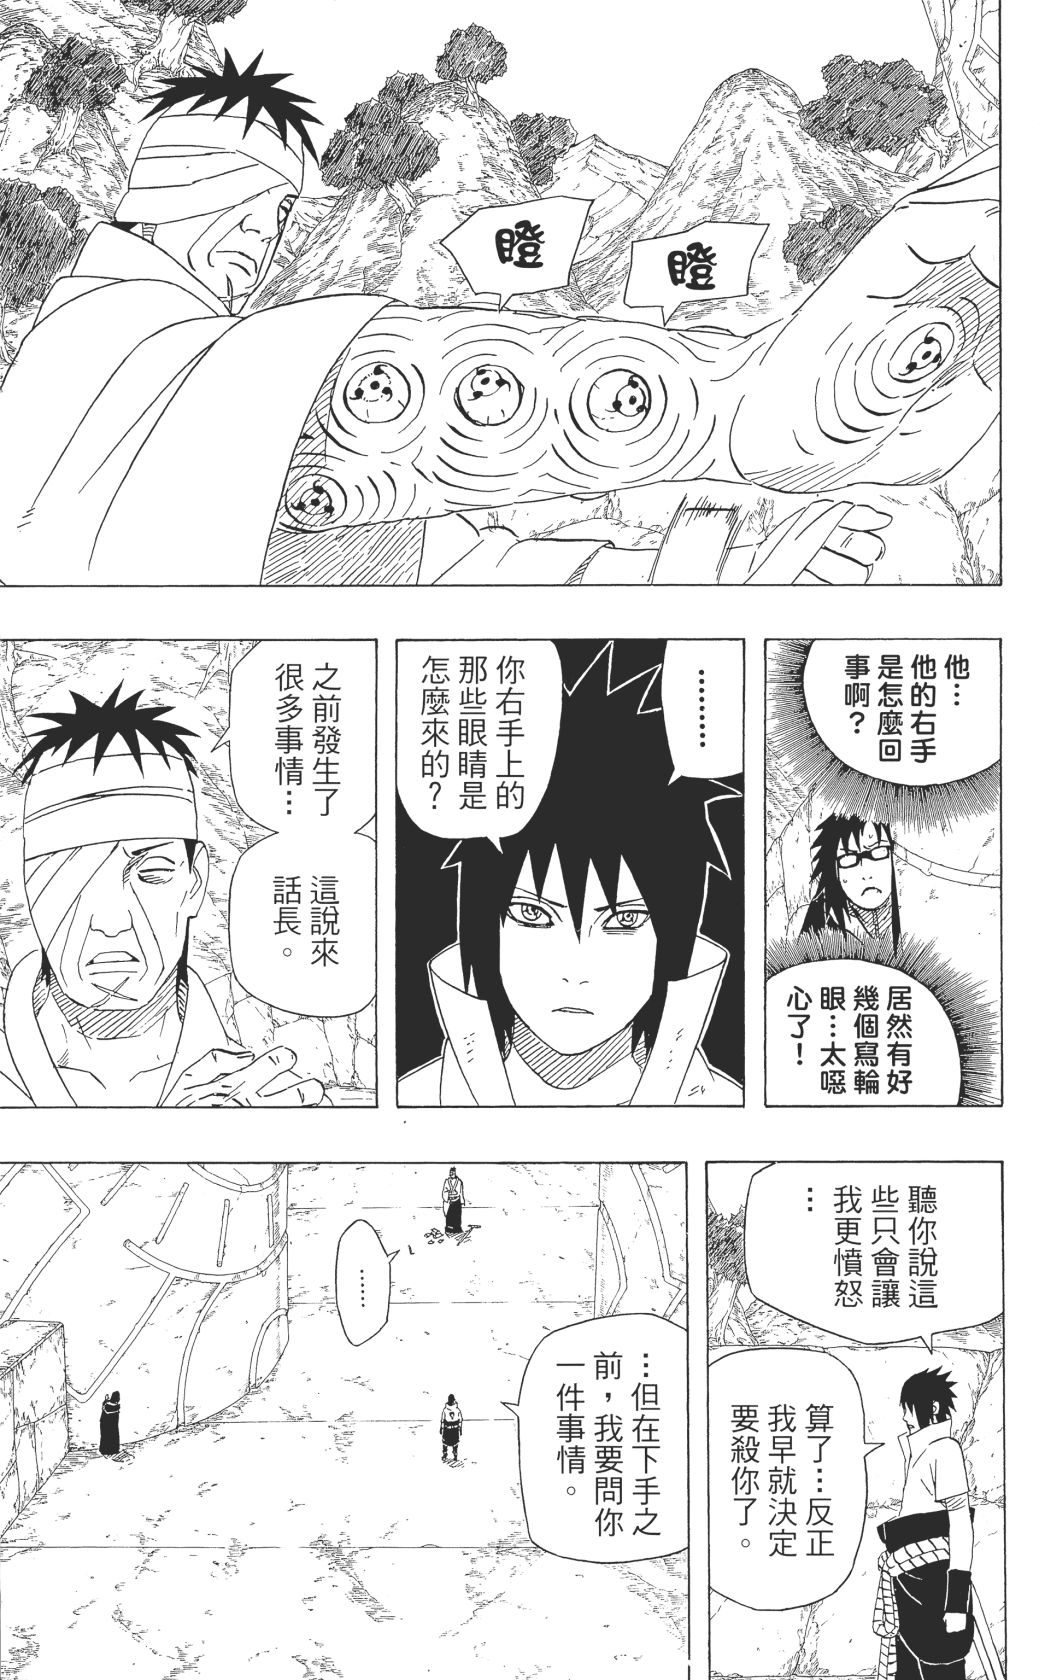 瞪
瞪
他…
他的右手
是怎麼回
事啊？
居然有好
幾個寫輪
眼…太噁
心了！
………
你右手上的
那些眼睛是
怎麼來的？
之前發生了
很多事情…
這說來
話長。
聽你說這
些只會讓
我更憤怒
…
算了…反正
我早就決定
要殺你了。
……
…但在下手之
前，我要問你
一件事情。